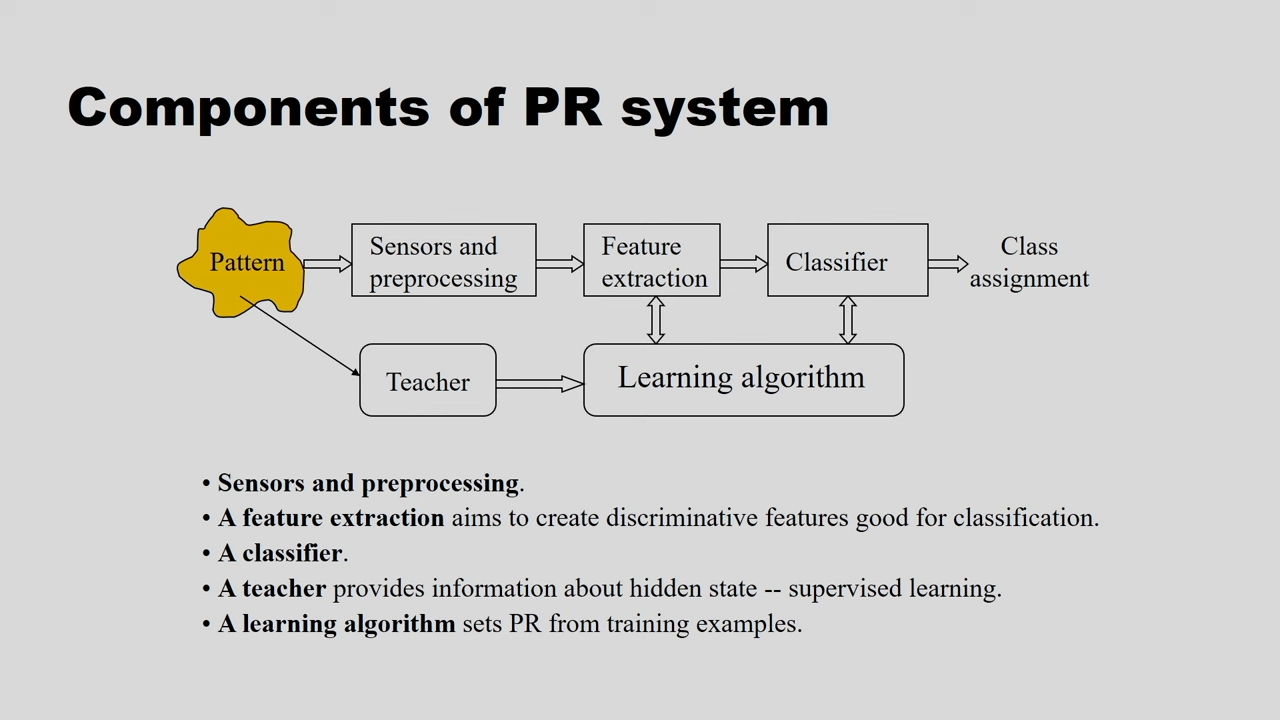 Components of PR system
Pattern
Sensors and
preprocessing
Feature
extraction
Classifier
Class
assignment
Teacher
Learning algorithm
• Sensors and preprocessing.
• A feature extraction aims to create discriminative features good for classification.
• A classifier.
• A teacher provides information about hidden state -- supervised learning.
• A learning algorithm sets PR from training examples.